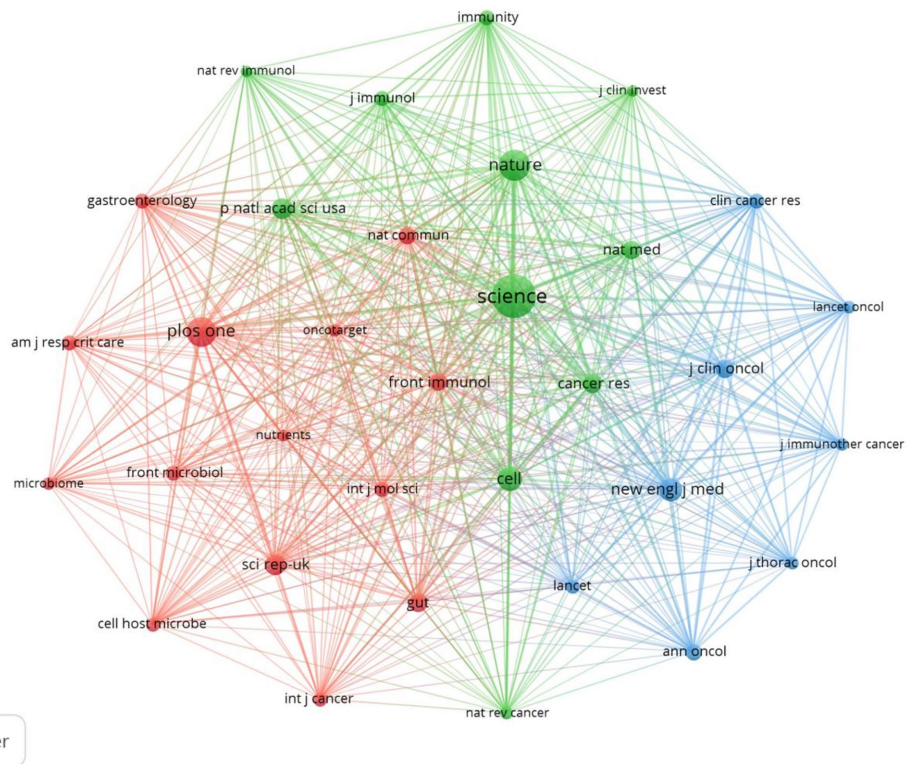 immunity
nat rev immunol
j immunol
j clin invest
nature
gastroenterology
p natl acad sci usa
clin cancer res
nat commun
nat med
science
lancet oncol
plos one
oncotarget
am j resp crit care
j clin oncol
front immunol
cancer res
nutrients
j immunother cancer
front microbiol
cell
microbiome
int j mol sci
new engl j med
sci rep-uk
j thorac oncol
lancet
gut
cell host microbe
ann oncol
int j cancer
nat rev cancer
er